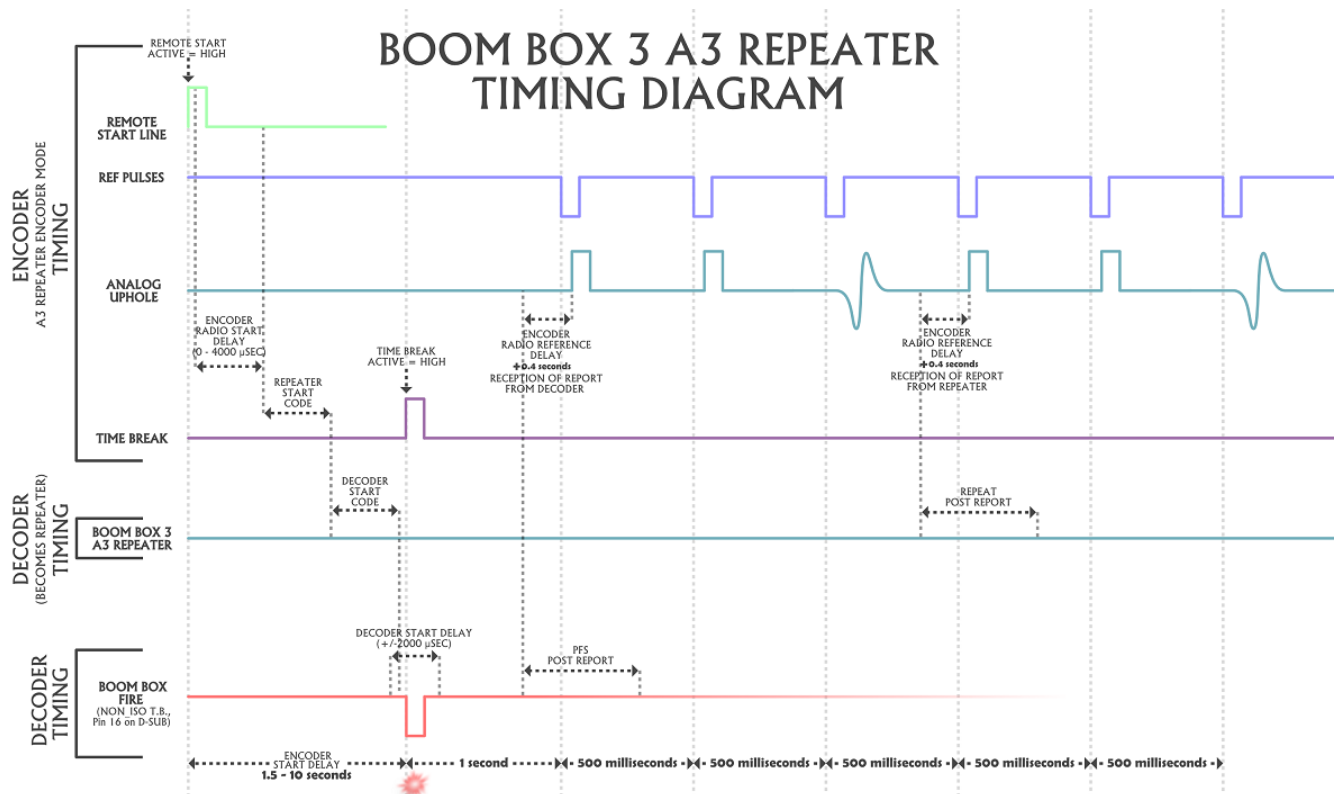 BOOM BOX 3 A3 REPEATER
TIMING DIAGRAM
REMOTE START
ACTIVE = HIGH
REMOTE
START LINE
REF PULSES
ENCODER
TIMING
A3 REPEATER ENCODER MODE
ANALOG
UPHOLE
ENCODER
RADIO START
DELAY
(0 - 4000 µSEC)
REPEATER
START
CODE
TIME BREAK
ACTIVE = HIGH
ENCODER
RADIO REFERENCE
DELAY
+0.4 seconds
RECEPTION OF REPORT
FROM DECODER
ENCODER
RADIO REFERENCE
DELAY
+0.4 seconds
RECEPTION OF REPORT
FROM REPEATER
TIME BREAK
DECODER
TIMING
(BECOMES REPEATER)
DECODER
START
CODE
REPEAT
POST REPORT
BOOM BOX 3
A3 REPEATER
DECODER START DELAY
(+/-2000 µSEC)
PFS
POST REPORT
DECODER
TIMING
BOOM BOX
FIRE
(NON_ISO T.B.,
Pin 16 on D-SUB)
ENCODER
START DELAY
1.5 - 10 seconds
1 second
500 milliseconds
500 milliseconds
500 milliseconds
500 milliseconds
500 milliseconds